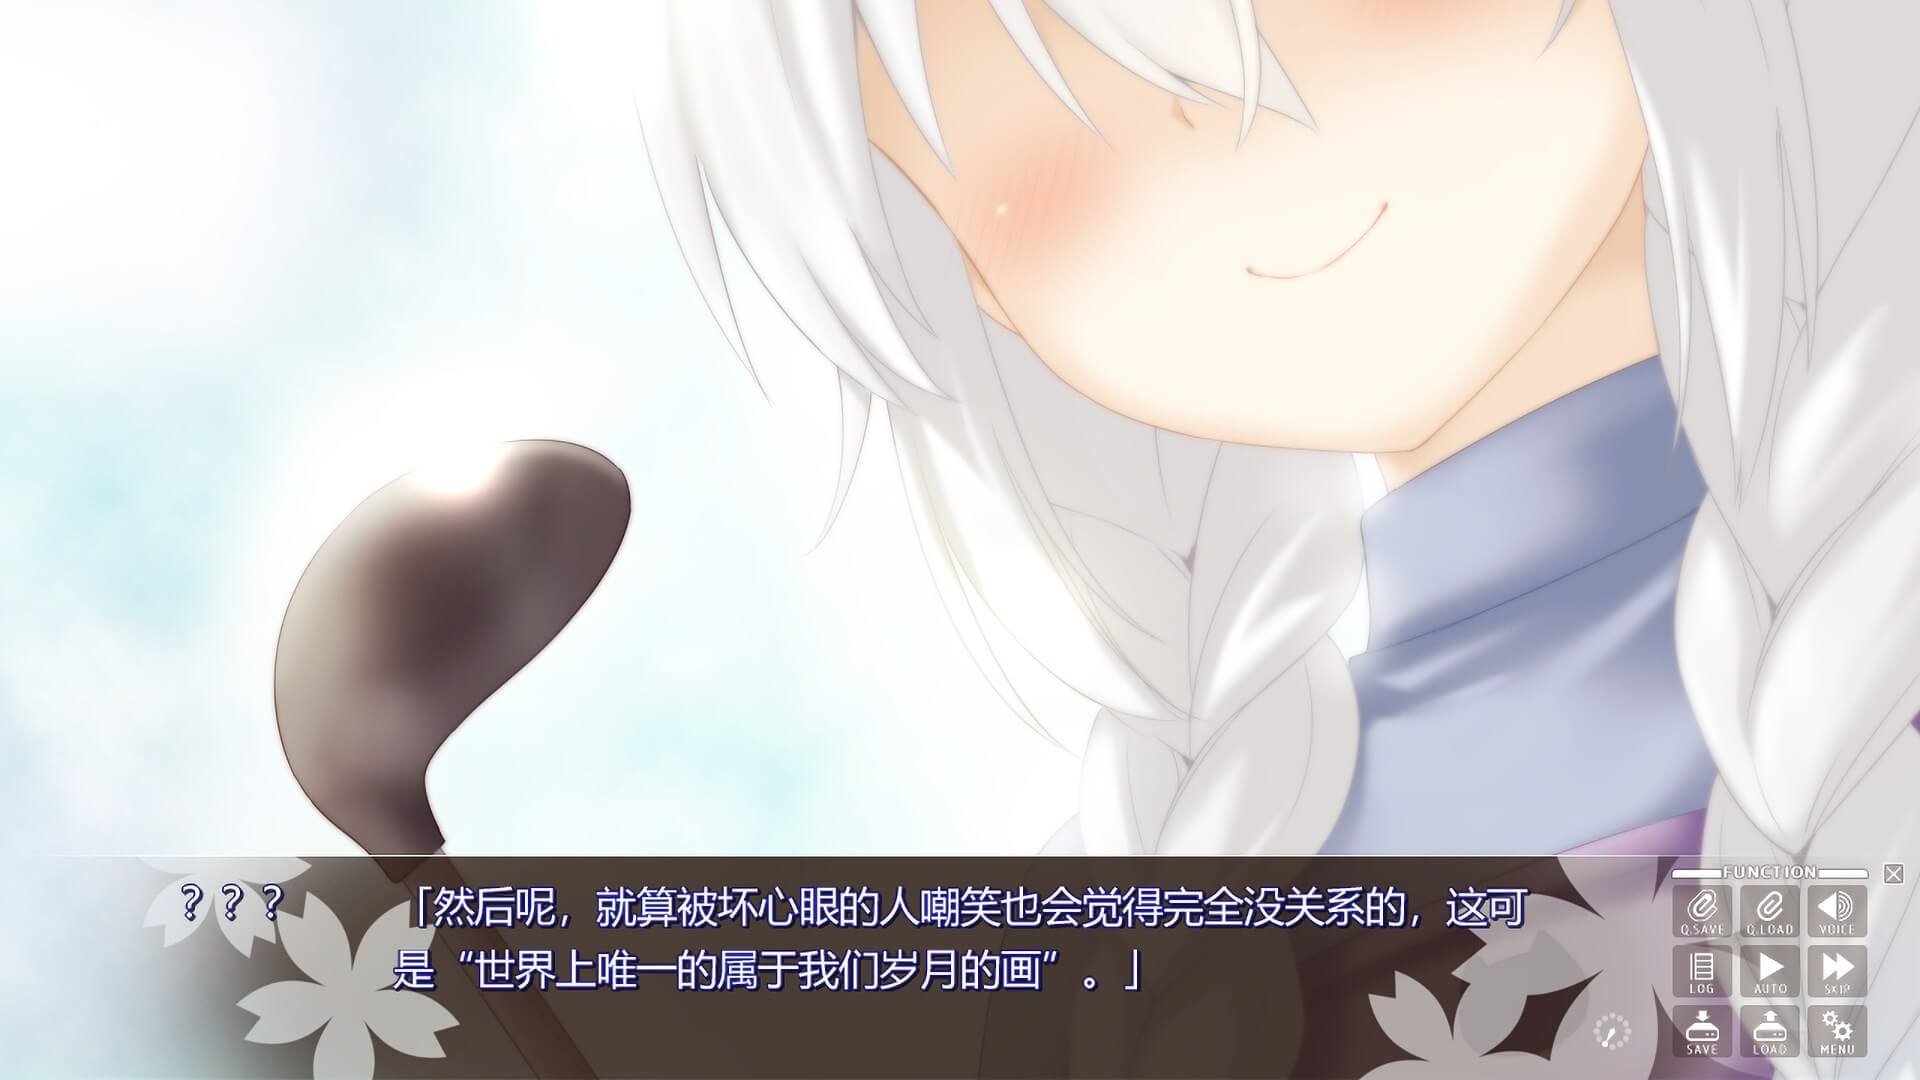 ？？？
「然后呢，就算被坏心眼的人嘲笑也会觉得完全没关系的，这可
是“世界上唯一的属于我们岁月的画”。」
FUNCTION
Q.SAVE Q.LOAD VOICE
LOG AUTO SKIP
SAVE LOAD MENU